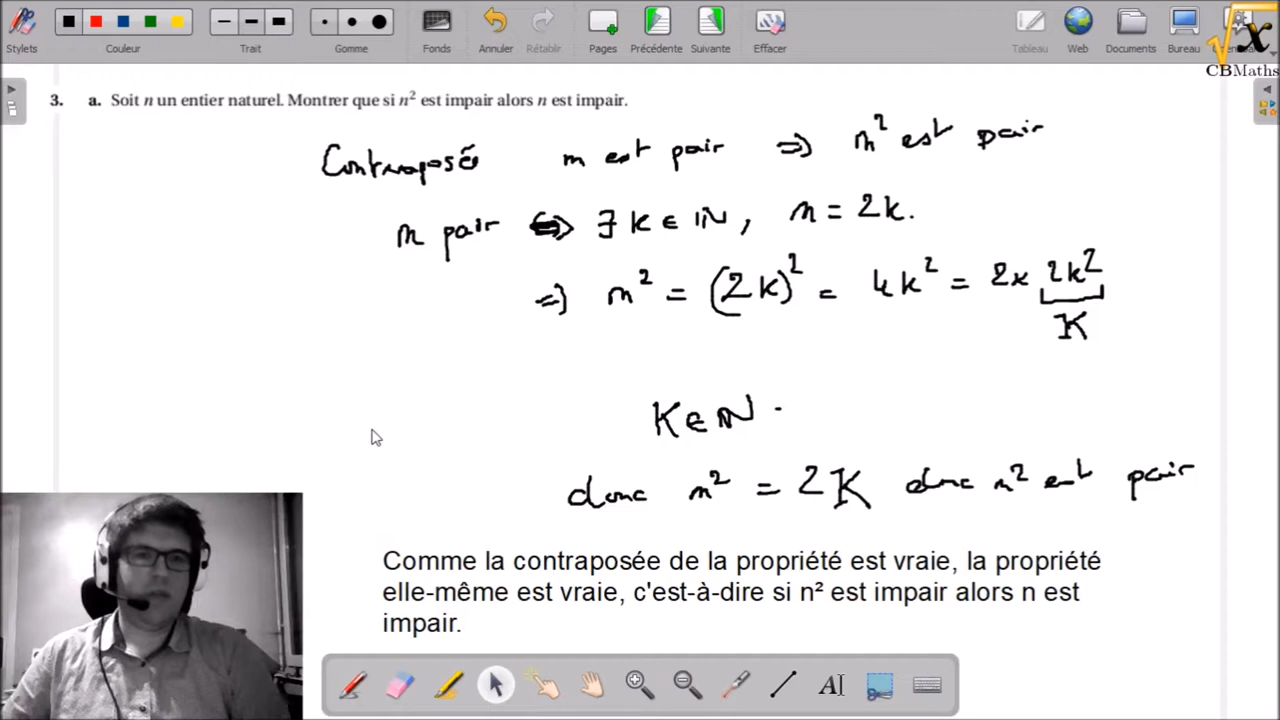 Stylets Couleur Trait Gomme Fonds Annuler Rétablir Pages Précédente Suivante Effacer Tableau Web Documents Bureau
√x
CBMaths
3. a. Soit n un entier naturel. Montrer que si n² est impair alors n est impair.
Contraposée n est pair => n² est pair
n pair <=> ∃ k ∈ ℕ, n = 2k.
=> n² = (2k)² = 4k² = 2x 2k²
K
K ∈ ℕ.
donc n² = 2K donc n² est pair
Comme la contraposée de la propriété est vraie, la propriété
elle-même est vraie, c'est-à-dire si n² est impair alors n est
impair.
AI